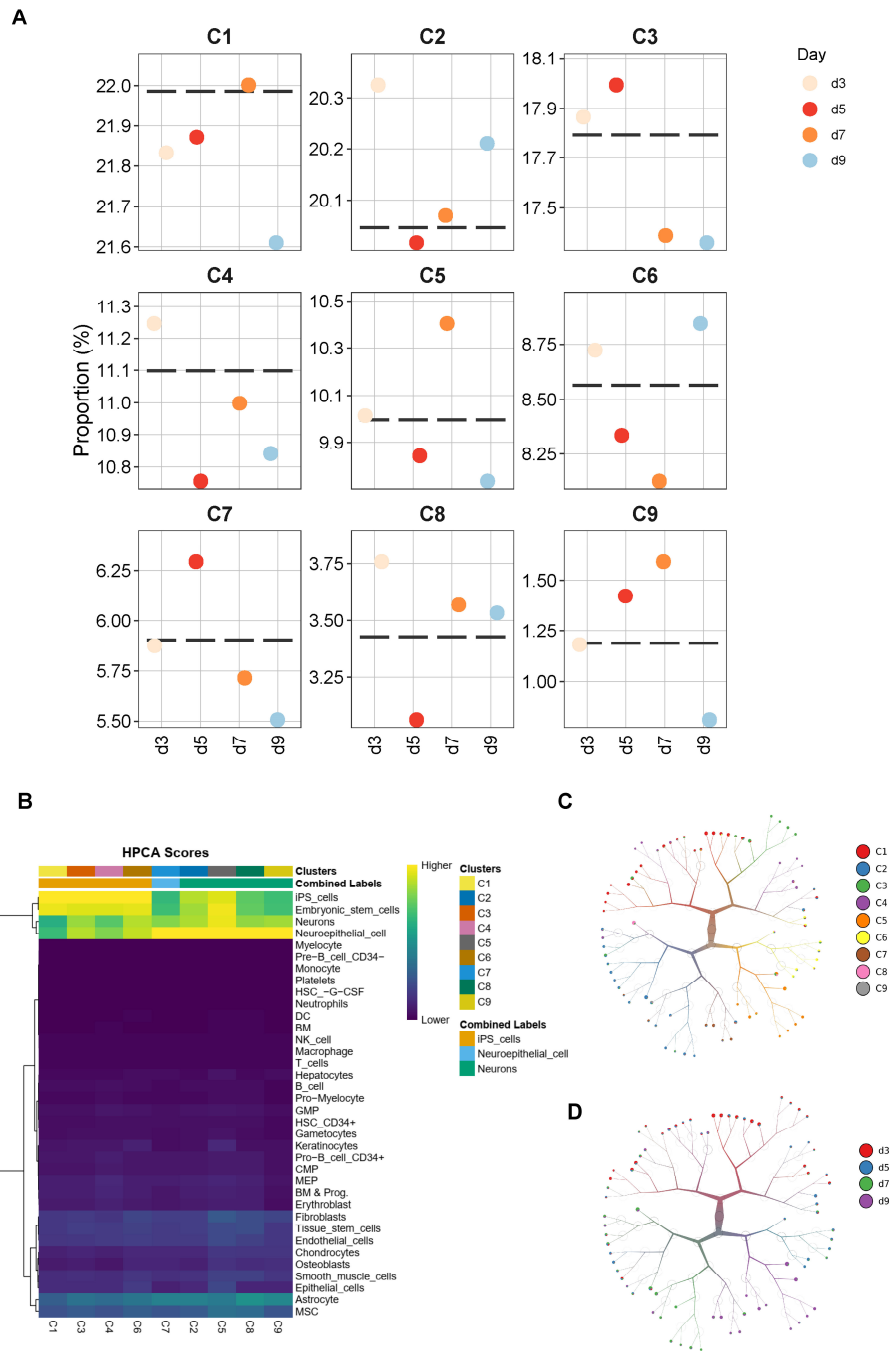 A
C1
C2
C3
22.0
21.9
21.8
21.7
21.6
20.3
20.2
20.1
18.1
17.9
17.7
17.5
Day
d3
d5
d7
d9
Proportion (%)
C4
C5
C6
11.3
11.2
11.1
11.0
10.9
10.8
10.5
10.3
10.1
9.9
8.75
8.50
8.25
C7
C8
C9
6.25
6.00
5.75
5.50
3.75
3.50
3.25
1.50
1.25
1.00
d3 d5 d7 d9
d3 d5 d7 d9
d3 d5 d7 d9
B
HPCA Scores
Clusters
Combined Labels
iPS_cells
Embryonic_stem_cells
Neurons
Neuroepithelial_cell
Myelocyte
Pre-B_cell_CD34-
Monocyte
Platelets
HSC_-G-CSF
Neutrophils
DC
BM
NK_cell
Macrophage
T_cells
Hepatocytes
B_cell
Pro-Myelocyte
GMP
HSC_CD34+
Gametocytes
Keratinocytes
Pro-B_cell_CD34+
CMP
MEP
BM & Prog.
Erythroblast
Fibroblasts
Tissue_stem_cells
Endothelial_cells
Chondrocytes
Osteoblasts
Smooth_muscle_cells
Epithelial_cells
Astrocyte
MSC
C1 C3 C4 C6 C7 C2 C5 C8 C9
Higher
Lower
Clusters
C1
C2
C3
C4
C5
C6
C7
C8
C9
Combined Labels
iPS_cells
Neuroepithelial_cell
Neurons
C
C1
C2
C3
C4
C5
C6
C7
C8
C9
D
d3
d5
d7
d9